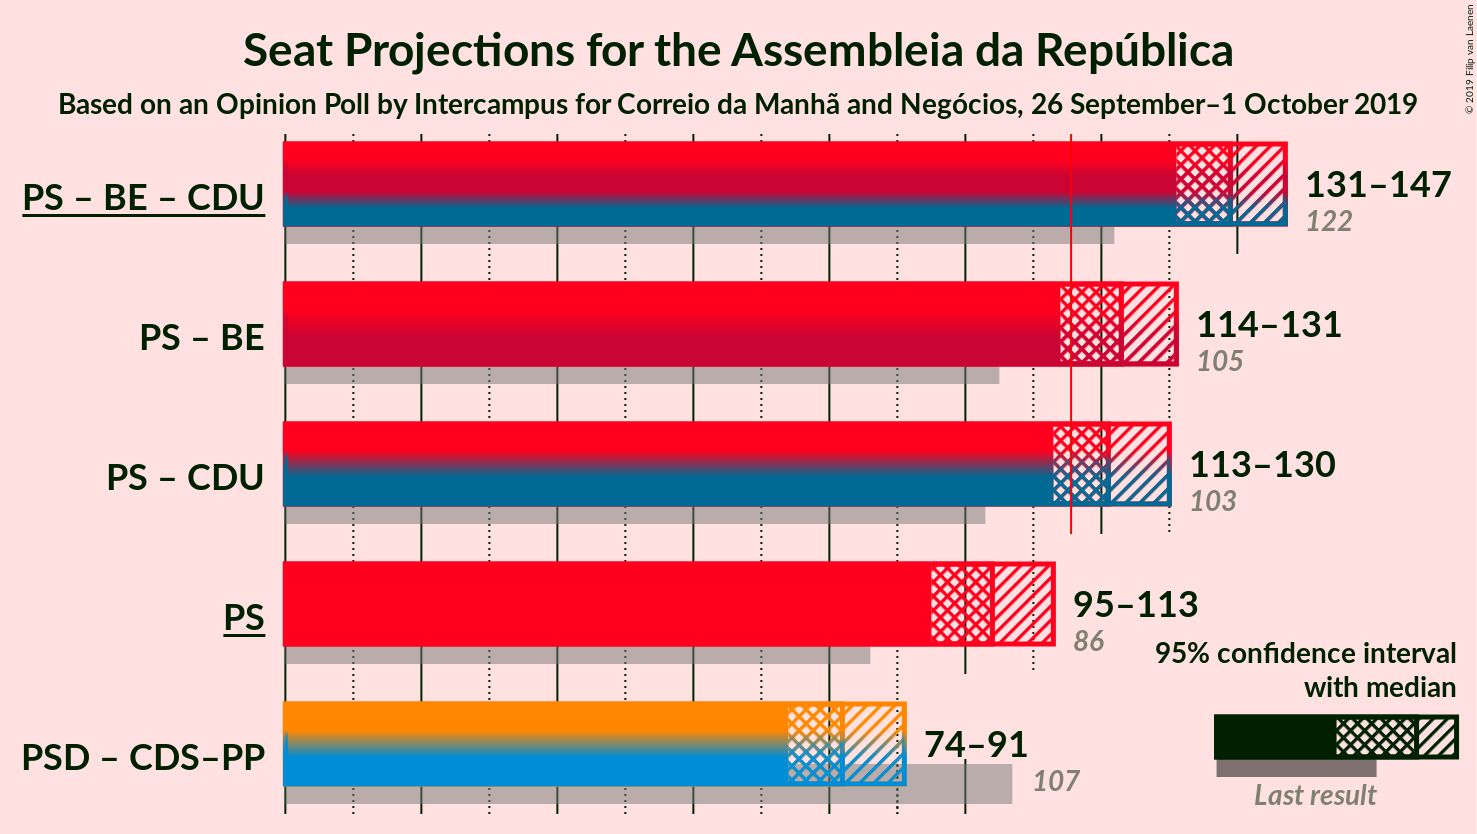 Seat Projections for the Assembleia da República
Based on an Opinion Poll by Intercampus for Correio da Manhã and Negócios, 26 September–1 October 2019
© 2019 Filip van Laenen
PS – BE – CDU
131–147
122
PS – BE
114–131
105
PS – CDU
113–130
103
PS
95–113
86
PSD – CDS–PP
74–91
107
95% confidence interval
with median
Last result